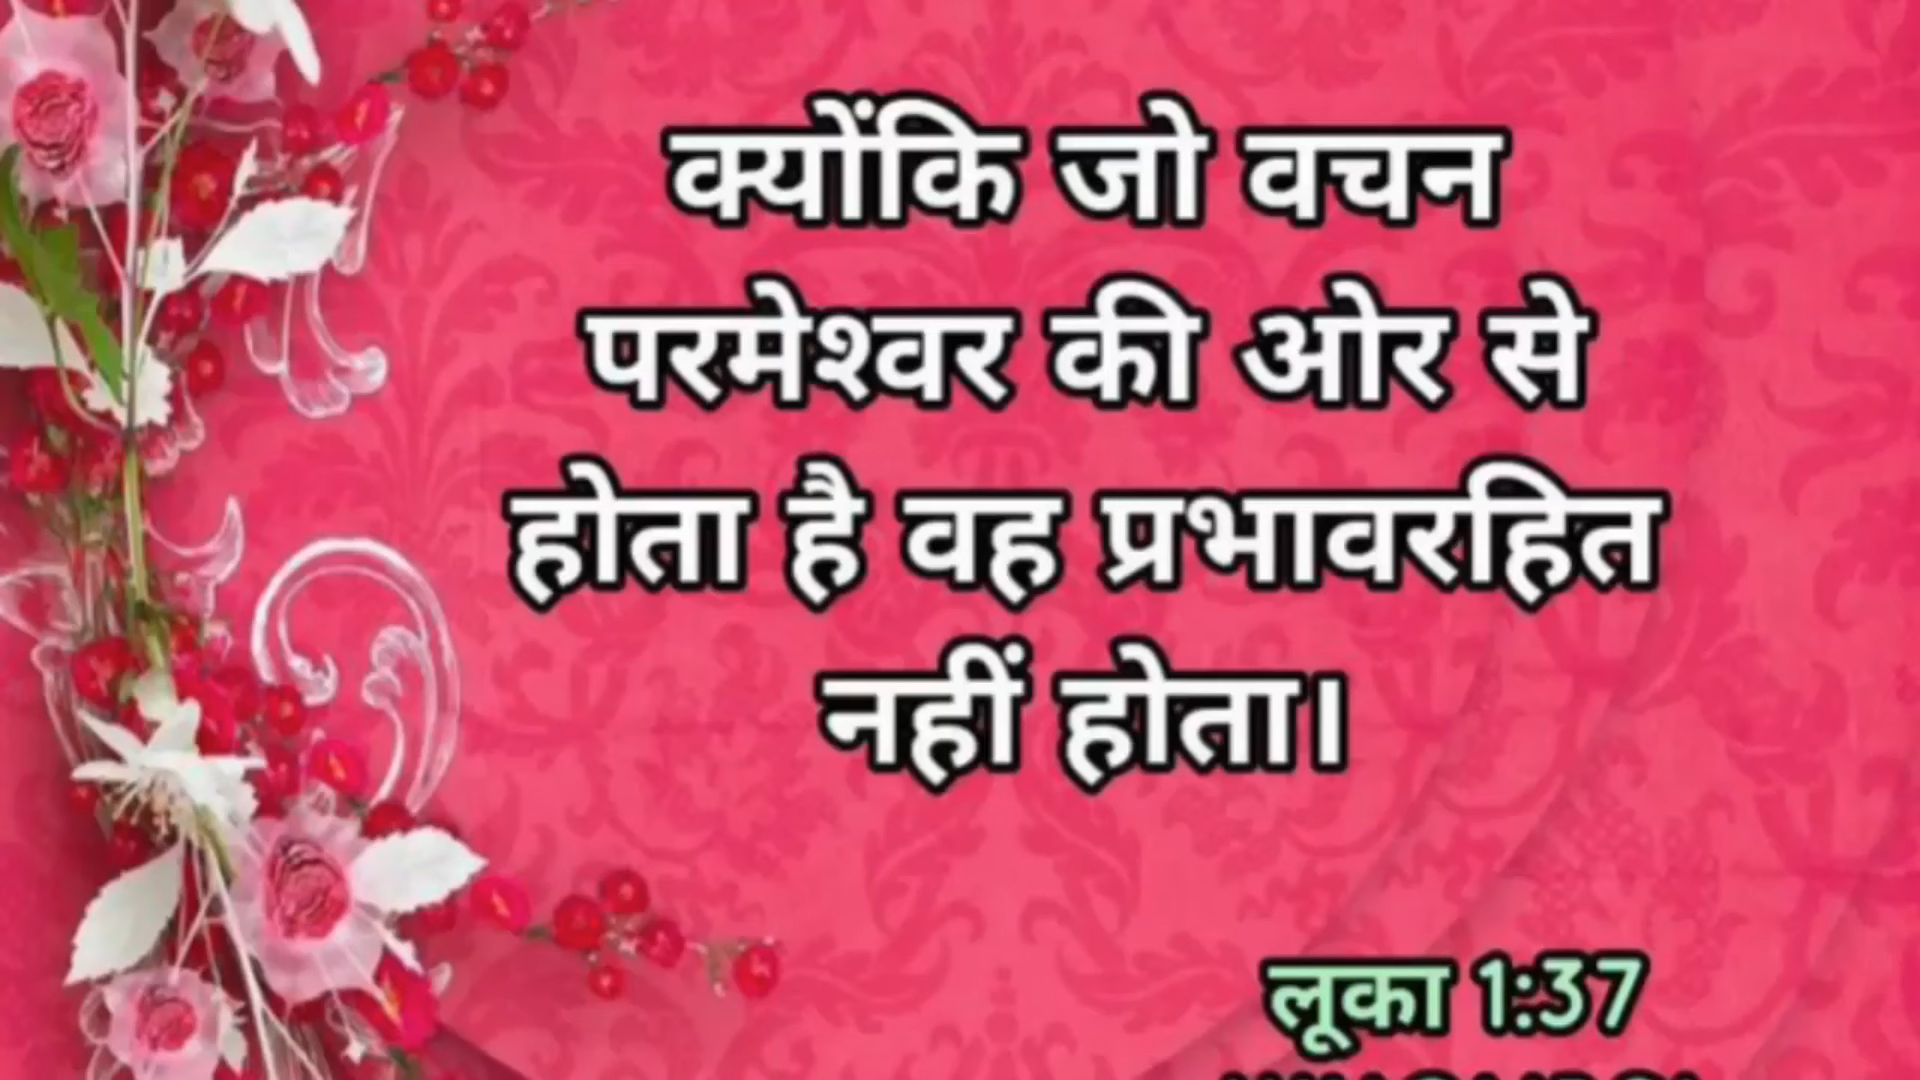 क्योंकि जो वचन
परमेश्वर की ओर से
होता है वह प्रभावरहित
नहीं होता।
लूका 1:37